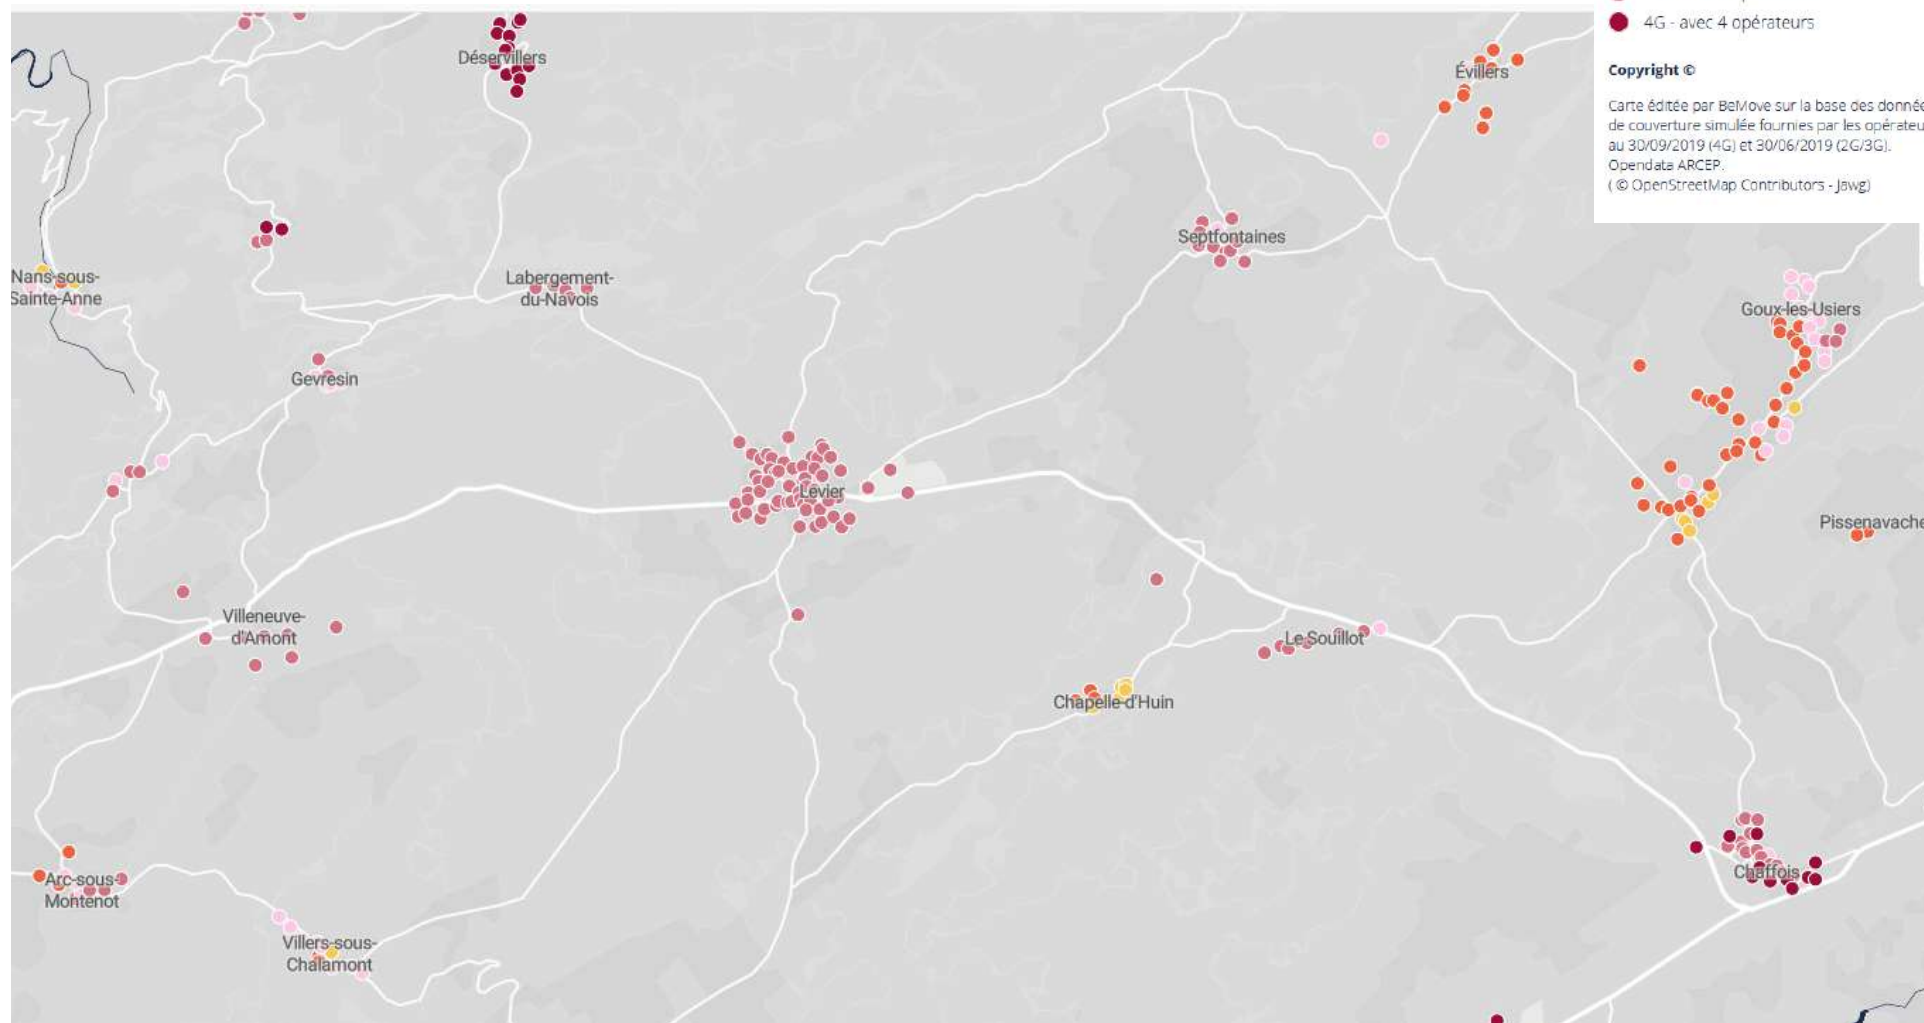 4G - avec 4 opérateurs
Copyright ©
Carte éditée par BeMove sur la base des donnée
de couverture simulée fournies par les opérateu
au 30/09/2019 (4G) et 30/06/2019 (2G/3G).
Opendata ARCEP.
( © OpenStreetMap Contributors - Jawg)
Déservillers
Évillers
Septfontaines
Nans-sous-
Sainte-Anne
Labergement-
du-Navois
Goux-les-Usiers
Gevresin
Levier
Pissenavache
Villeneuve-
d'Amont
Le Souillot
Chapelle-d'Huin
Chaffois
Arc-sous-
Montenot
Villers-sous-
Chalamont